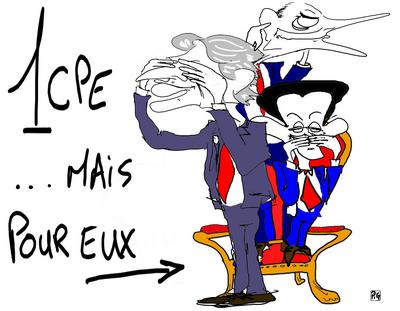 1 CPE
... MAIS
POUR EUX